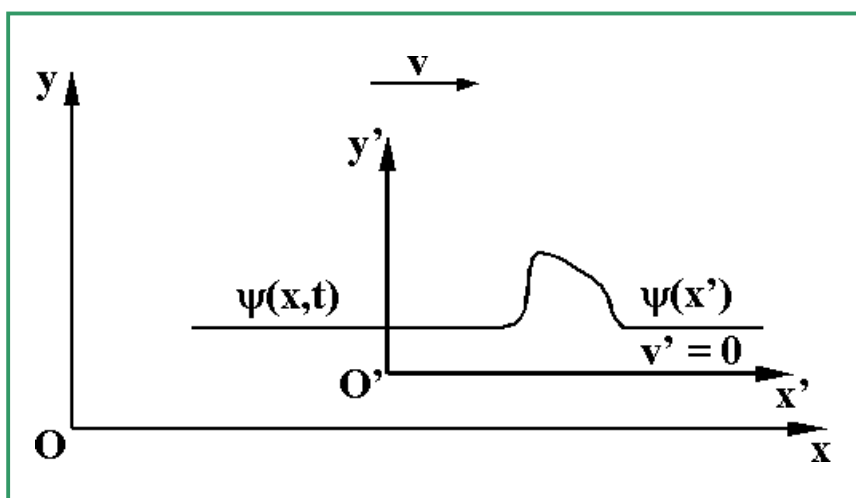 v
y
y’
ψ(x,t)
ψ(x’)
v’ = 0
O’
x’
O
x